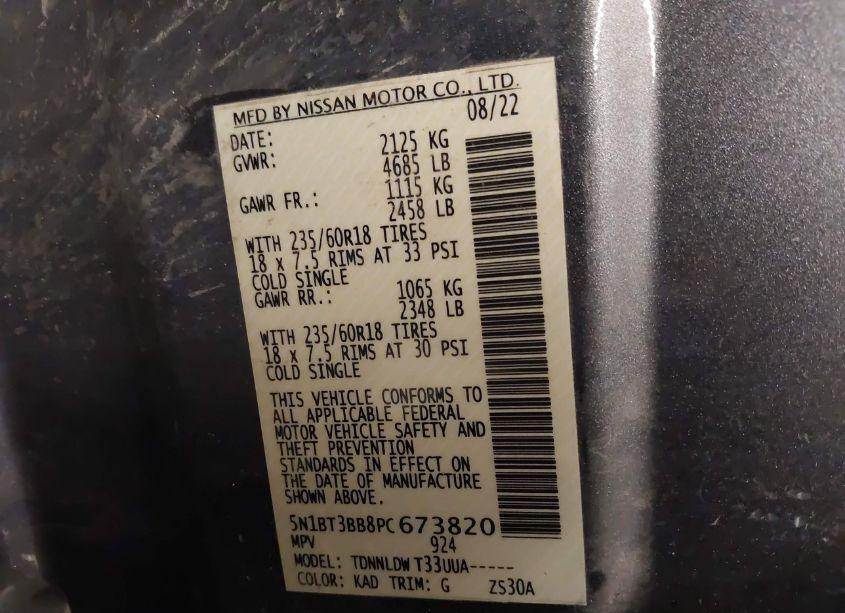 MFD BY NISSAN MOTOR CO., LTD.
DATE: 08/22
GVWR: 2125 KG
4685 LB
GAWR FR.: 1115 KG
2458 LB
WITH 235/60R18 TIRES
18 x 7.5 RIMS AT 33 PSI
COLD SINGLE
GAWR RR.: 1065 KG
2348 LB
WITH 235/60R18 TIRES
18 x 7.5 RIMS AT 30 PSI
COLD SINGLE
THIS VEHICLE CONFORMS TO
ALL APPLICABLE FEDERAL
MOTOR VEHICLE SAFETY AND
THEFT PREVENTION
STANDARDS IN EFFECT ON
THE DATE OF MANUFACTURE
SHOWN ABOVE.
5N1BT3BB8PC673820
MPV 924
MODEL: TDNNLDW T33UUA-----
COLOR: KAD TRIM: G ZS30A